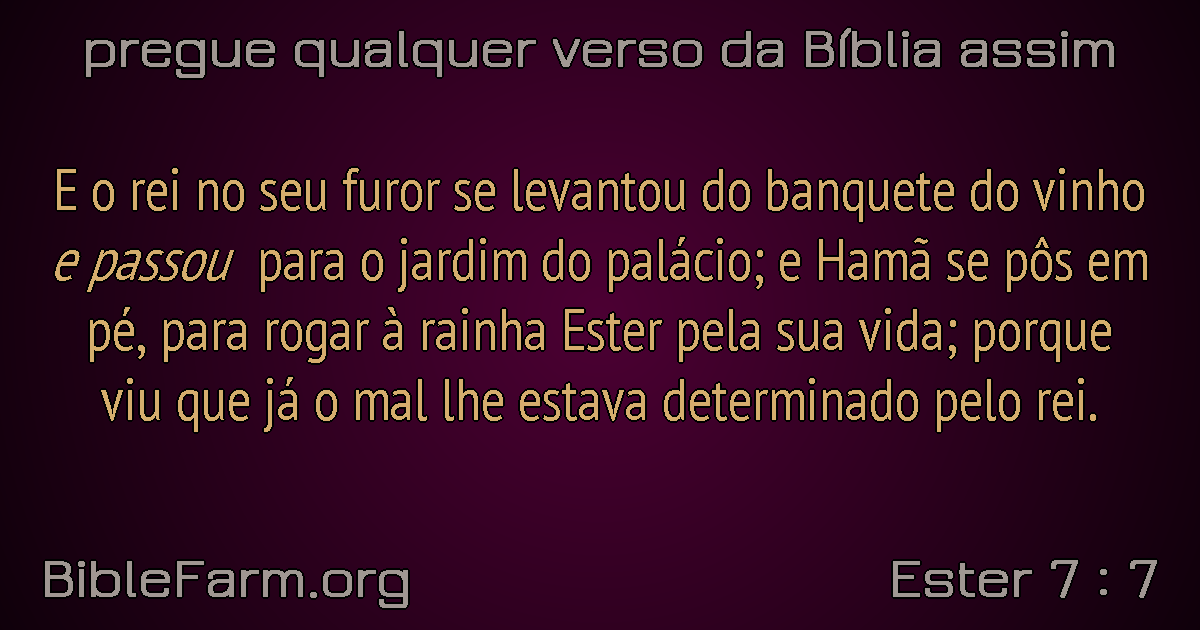 pregue qualquer verso da Bíblia assim
E o rei no seu furor se levantou do banquete do vinho
e passou para o jardim do palácio; e Hamã se pôs em
pé, para rogar à rainha Ester pela sua vida; porque
viu que já o mal lhe estava determinado pelo rei.
BibleFarm.org
Ester 7 : 7